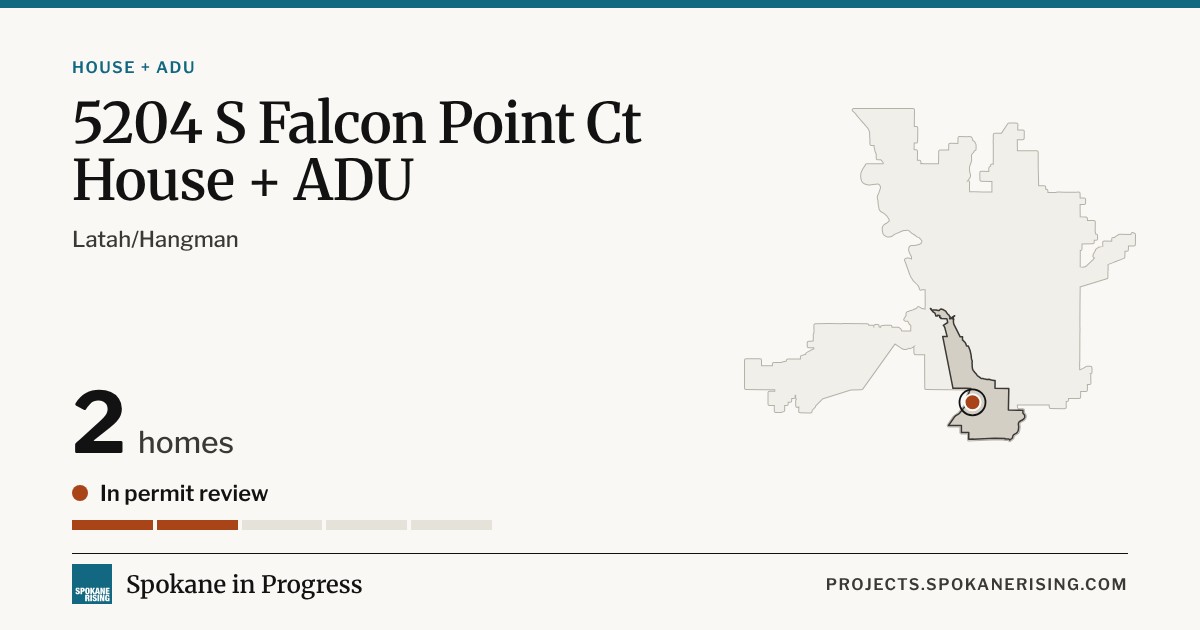 HOUSE + ADU
5204 S Falcon Point Ct
House + ADU
Latah/Hangman
2 homes
In permit review
SPOKANE
RISING
Spokane in Progress
PROJECTS.SPOKANERISING.COM